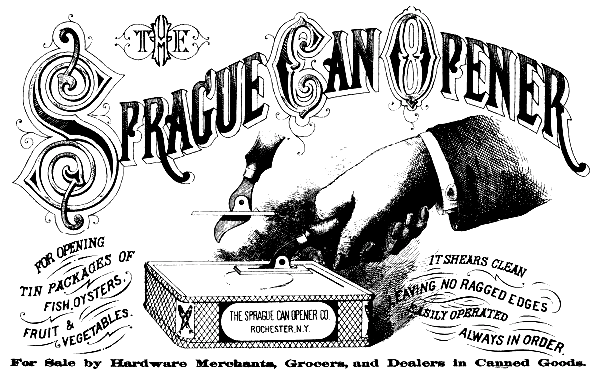 THE
SPRAGUE CAN OPENER
FOR OPENING
TIN PACKAGES OF
FISH, OYSTERS,
FRUIT &
VEGETABLES.
THE SPRAGUE CAN OPENER CO.
ROCHESTER, N.Y.
IT SHEARS CLEAN
LEAVING NO RAGGED EDGES
EASILY OPERATED
ALWAYS IN ORDER.
For Sale by Hardware Merchants, Grocers, and Dealers in Canned Goods.